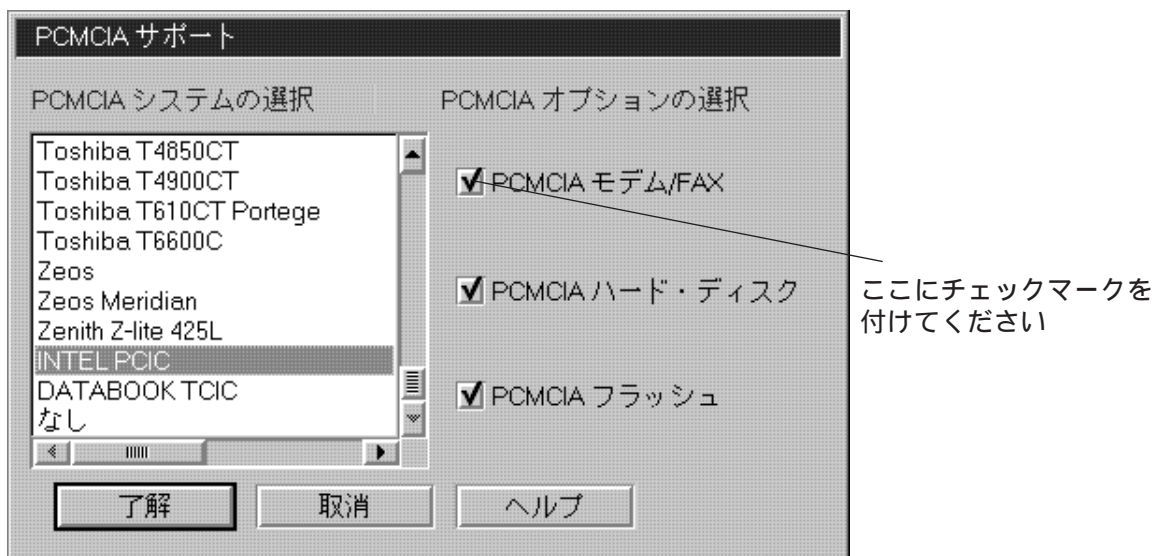 PCMCIA サポート
PCMCIA システムの選択
Toshiba T4850CT
Toshiba T4900CT
Toshiba T610CT Portege
Toshiba T6600C
Zeos
Zeos Meridian
Zenith Z-lite 425L
INTEL PCIC
DATABOOK TCIC
なし
PCMCIA オプションの選択
PCMCIA モデム/FAX
PCMCIA ハード・ディスク
PCMCIA フラッシュ
了解
取消
ヘルプ
ここにチェックマークを
付けてください